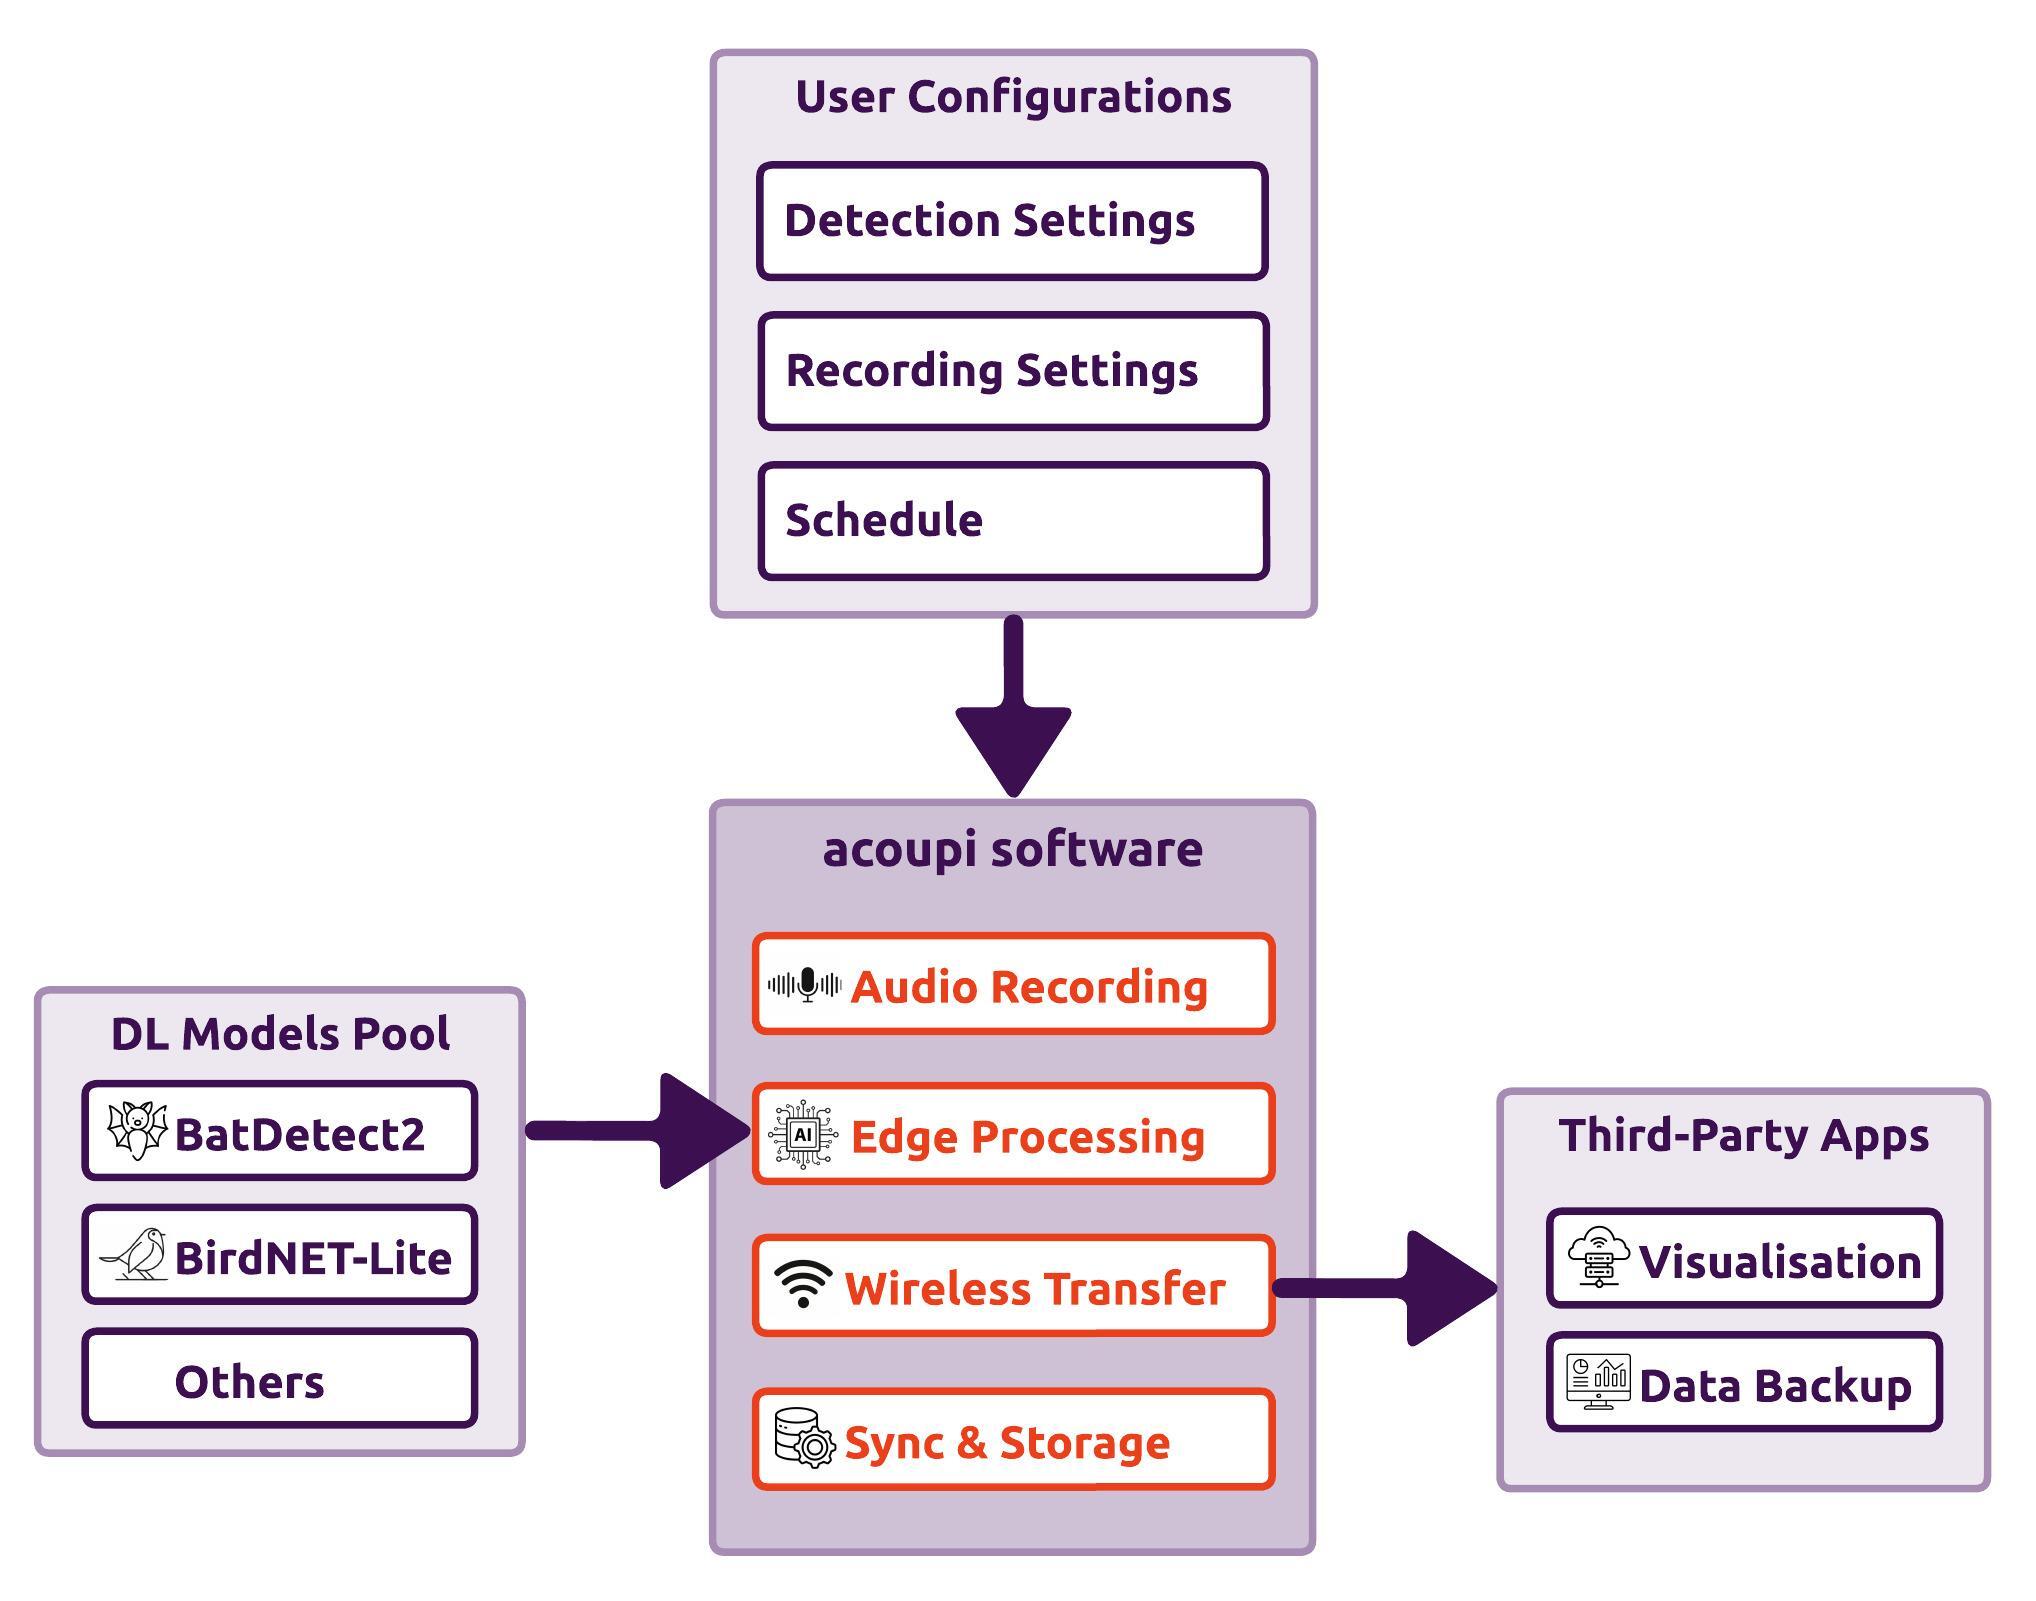 User Configurations
Detection Settings
Recording Settings
Schedule
acoupi software
Audio Recording
Edge Processing
AI
Wireless Transfer
Sync & Storage
DL Models Pool
BatDetect2
BirdNET-Lite
Others
Third-Party Apps
Visualisation
Data Backup